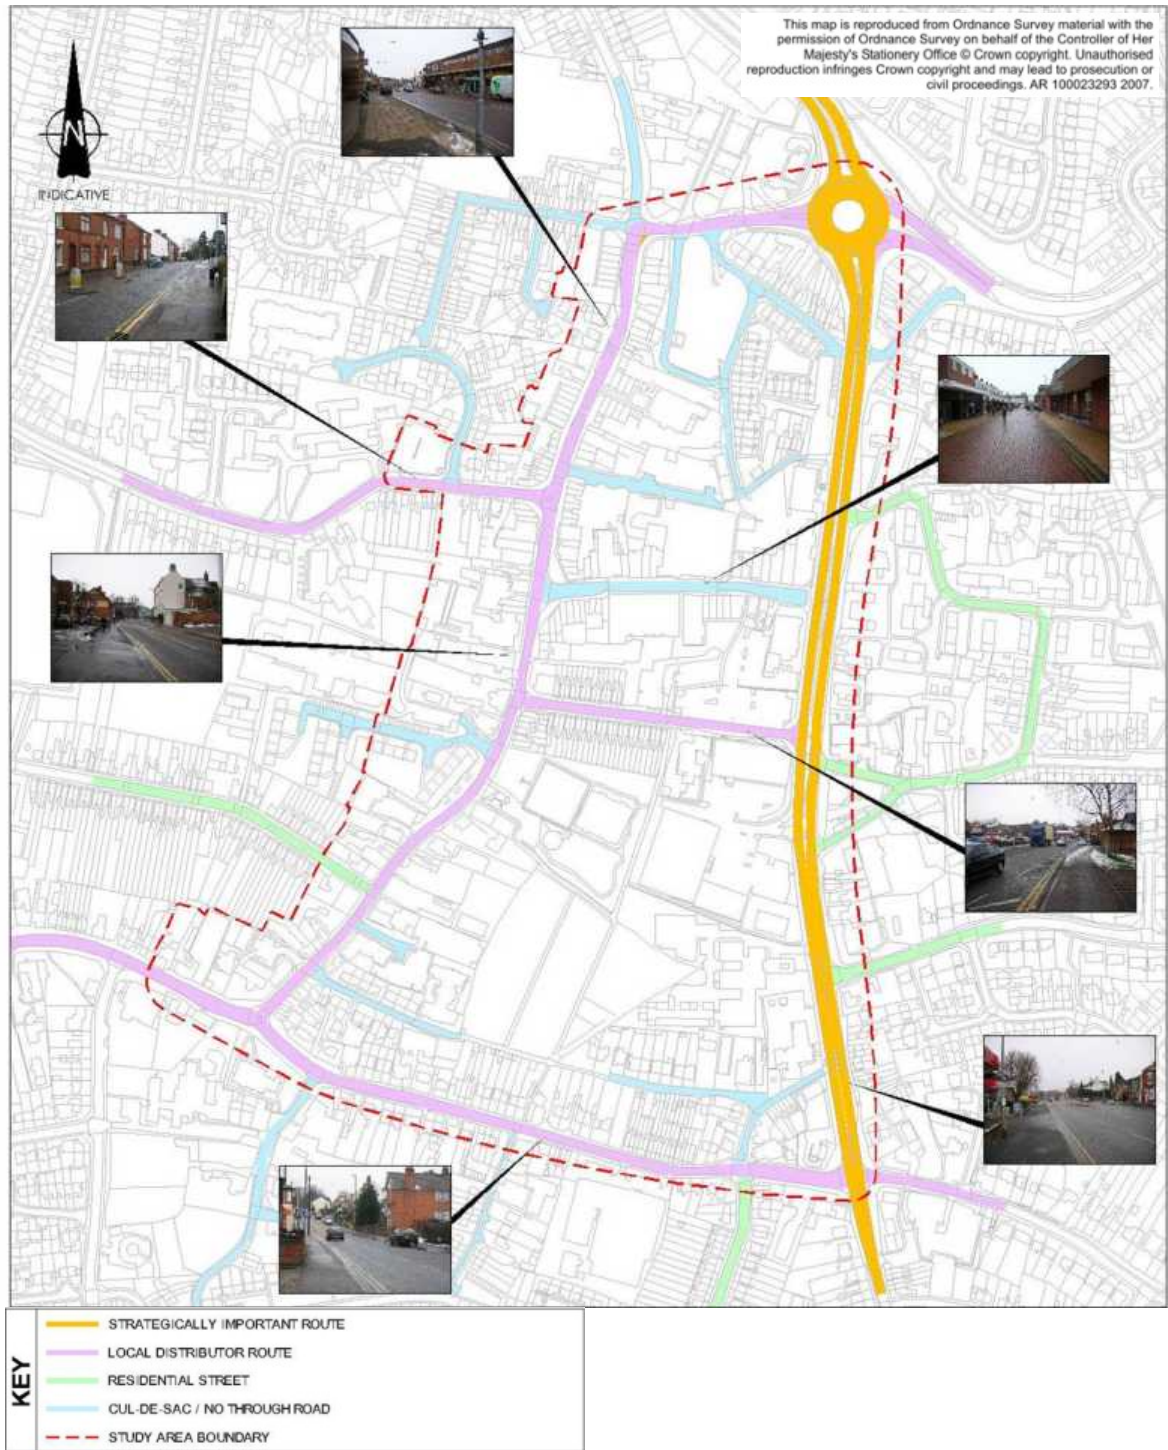 This map is reproduced from Ordnance Survey material with the
permission of Ordnance Survey on behalf of the Controller of Her
Majesty's Stationery Office © Crown copyright. Unauthorised
reproduction infringes Crown copyright and may lead to prosecution or
civil proceedings. AR 100023293 2007.
N
INDICATIVE
KEY
STRATEGICALLY IMPORTANT ROUTE
LOCAL DISTRIBUTOR ROUTE
RESIDENTIAL STREET
CUL-DE-SAC / NO THROUGH ROAD
STUDY AREA BOUNDARY